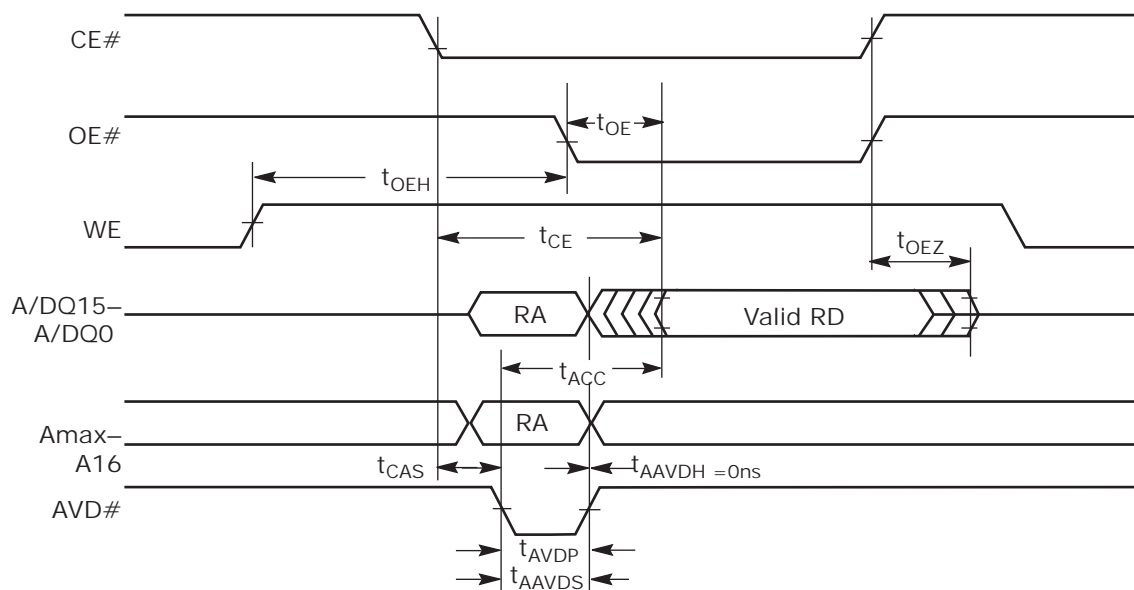 CE#
OE#
tOE
tOEH
WE
tCE
tOEZ
A/DQ15–
A/DQ0
RA
Valid RD
tACC
Amax–
A16
RA
tCAS
tAAVDH =0ns
AVD#
tAVDP
tAAVDS